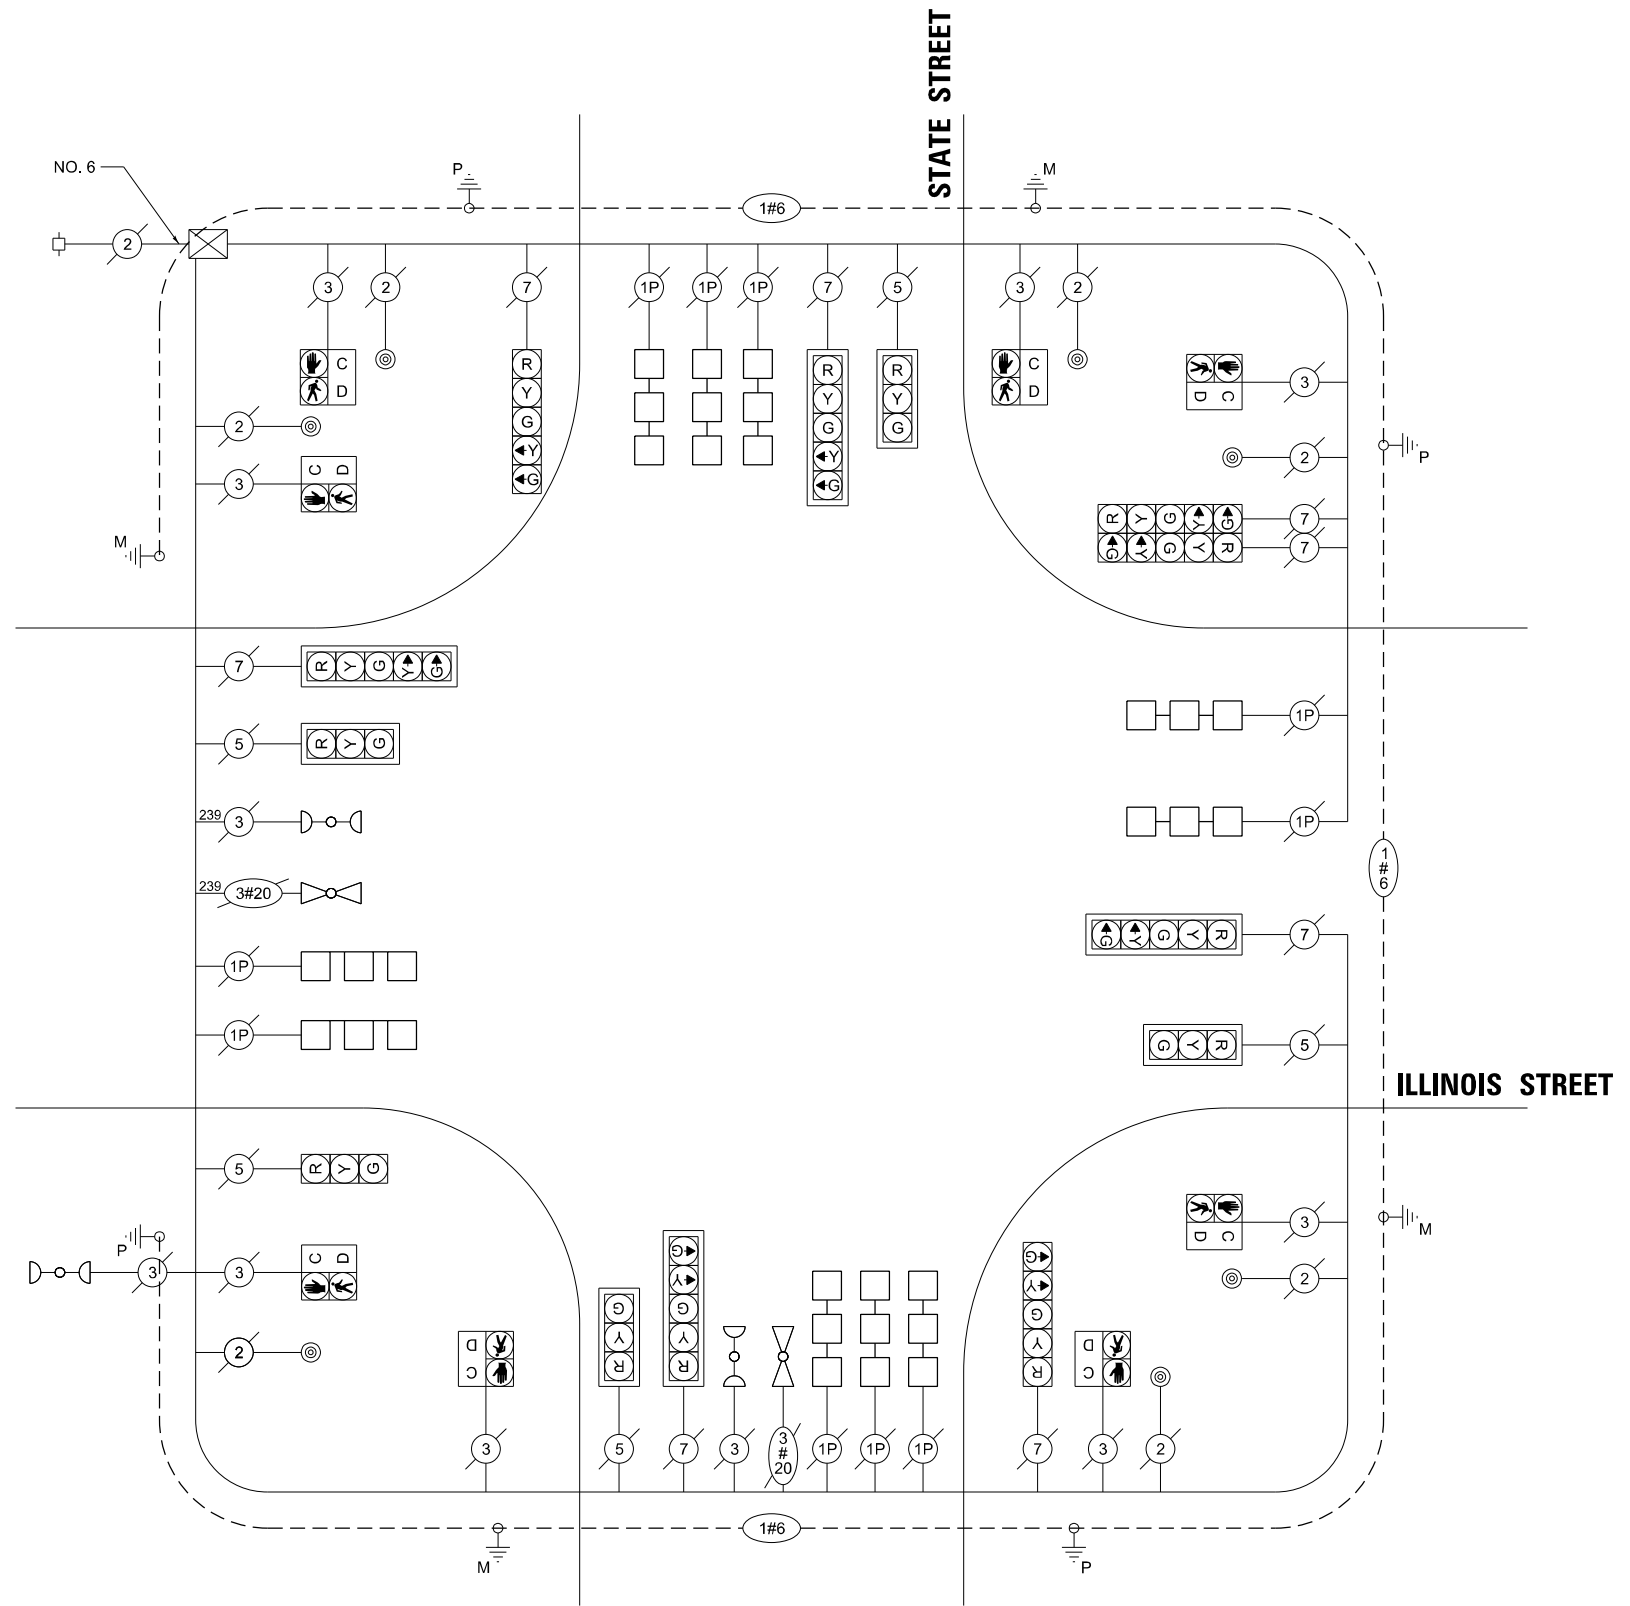 STATE STREET
NO. 6
P
M
1#6
2
3 2 7 1P 1P 1P 7 5 3 2
C
D
R
Y
G
Y
G
R
Y
G
Y
G
R
Y
G
C
D
C D
3
2
2
P
3
C D
R Y G Y G 7
G Y G Y R 7
M
7 R Y G Y G
1P
5 R Y G
239 3
1P
1
#
6
239 3#20
G Y G Y R 7
1P
1P
G Y R 5
ILLINOIS STREET
5 R Y G
C D
3
M
P
3 3
C D
2
2
D
C
G
Y
R
G
Y
G
Y
R
G
Y
G
Y
R
D
C
3 5 7 3
3
#
20
1P 1P 1P 7 3 2
1#6
M
P